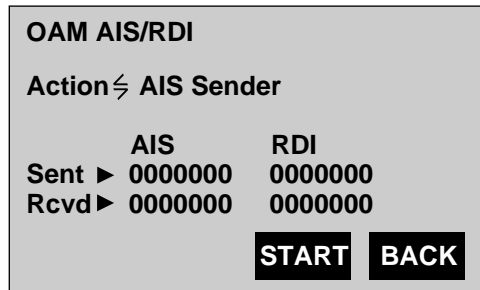 OAM AIS/RDI
Action AIS Sender
AIS RDI
Sent ► 0000000 0000000
Rcvd ► 0000000 0000000
START BACK